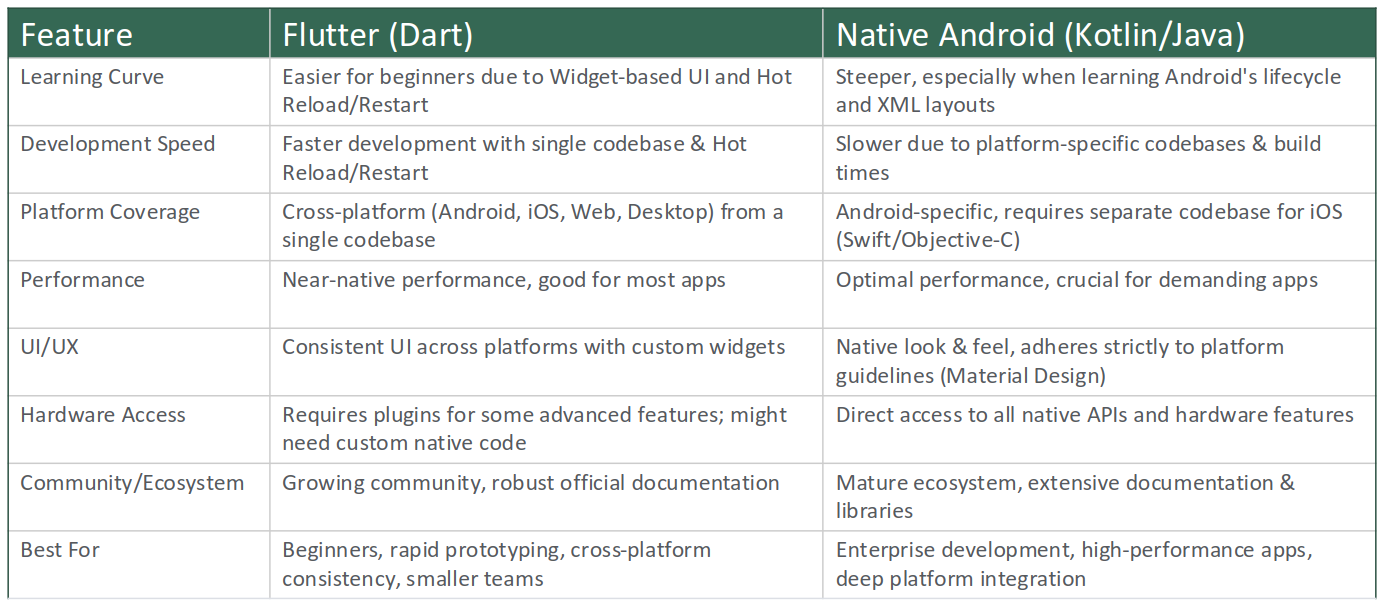 Feature Flutter (Dart) Native Android (Kotlin/Java)
Learning Curve Easier for beginners due to Widget-based UI and Hot Steeper, especially when learning Android's lifecycle
Reload/Restart and XML layouts
Development Speed Faster development with single codebase & Hot Slower due to platform-specific codebases & build
Reload/Restart times
Platform Coverage Cross-platform (Android, iOS, Web, Desktop) from a Android-specific, requires separate codebase for iOS
single codebase (Swift/Objective-C)
Performance Near-native performance, good for most apps Optimal performance, crucial for demanding apps
UI/UX Consistent UI across platforms with custom widgets Native look & feel, adheres strictly to platform
guidelines (Material Design)
Hardware Access Requires plugins for some advanced features; might Direct access to all native APIs and hardware features
need custom native code
Community/Ecosystem Growing community, robust official documentation Mature ecosystem, extensive documentation &
libraries
Best For Beginners, rapid prototyping, cross-platform Enterprise development, high-performance apps,
consistency, smaller teams deep platform integration